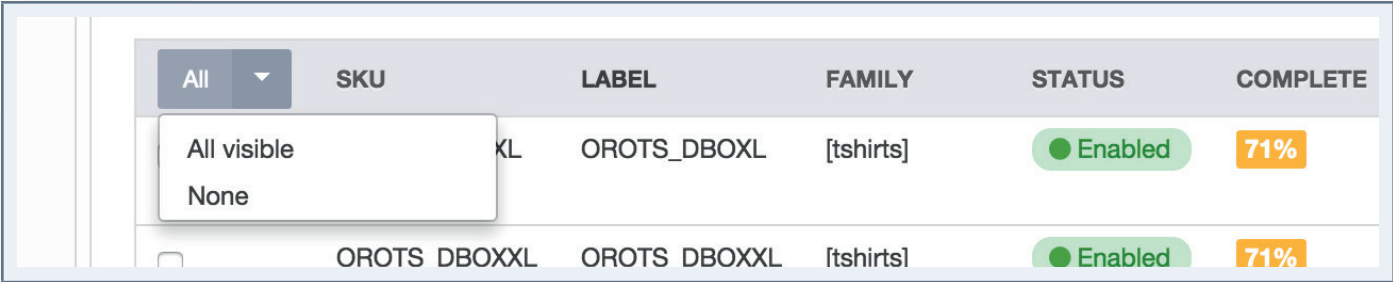 All SKU LABEL FAMILY STATUS COMPLETE
All visible XL OROTS_DBOXL [tshirts] Enabled 71%
None
OROTS_DBOXXL OROTS_DBOXXL [tshirts] Enabled 71%